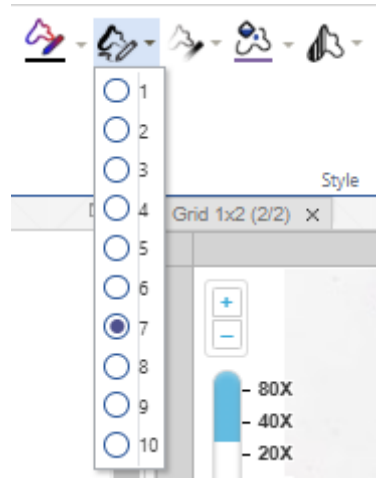 1
2
3
4
5
6
7
8
9
10
Style
Grid 1x2 (2/2) ×
+
–
- 80X
- 40X
- 20X